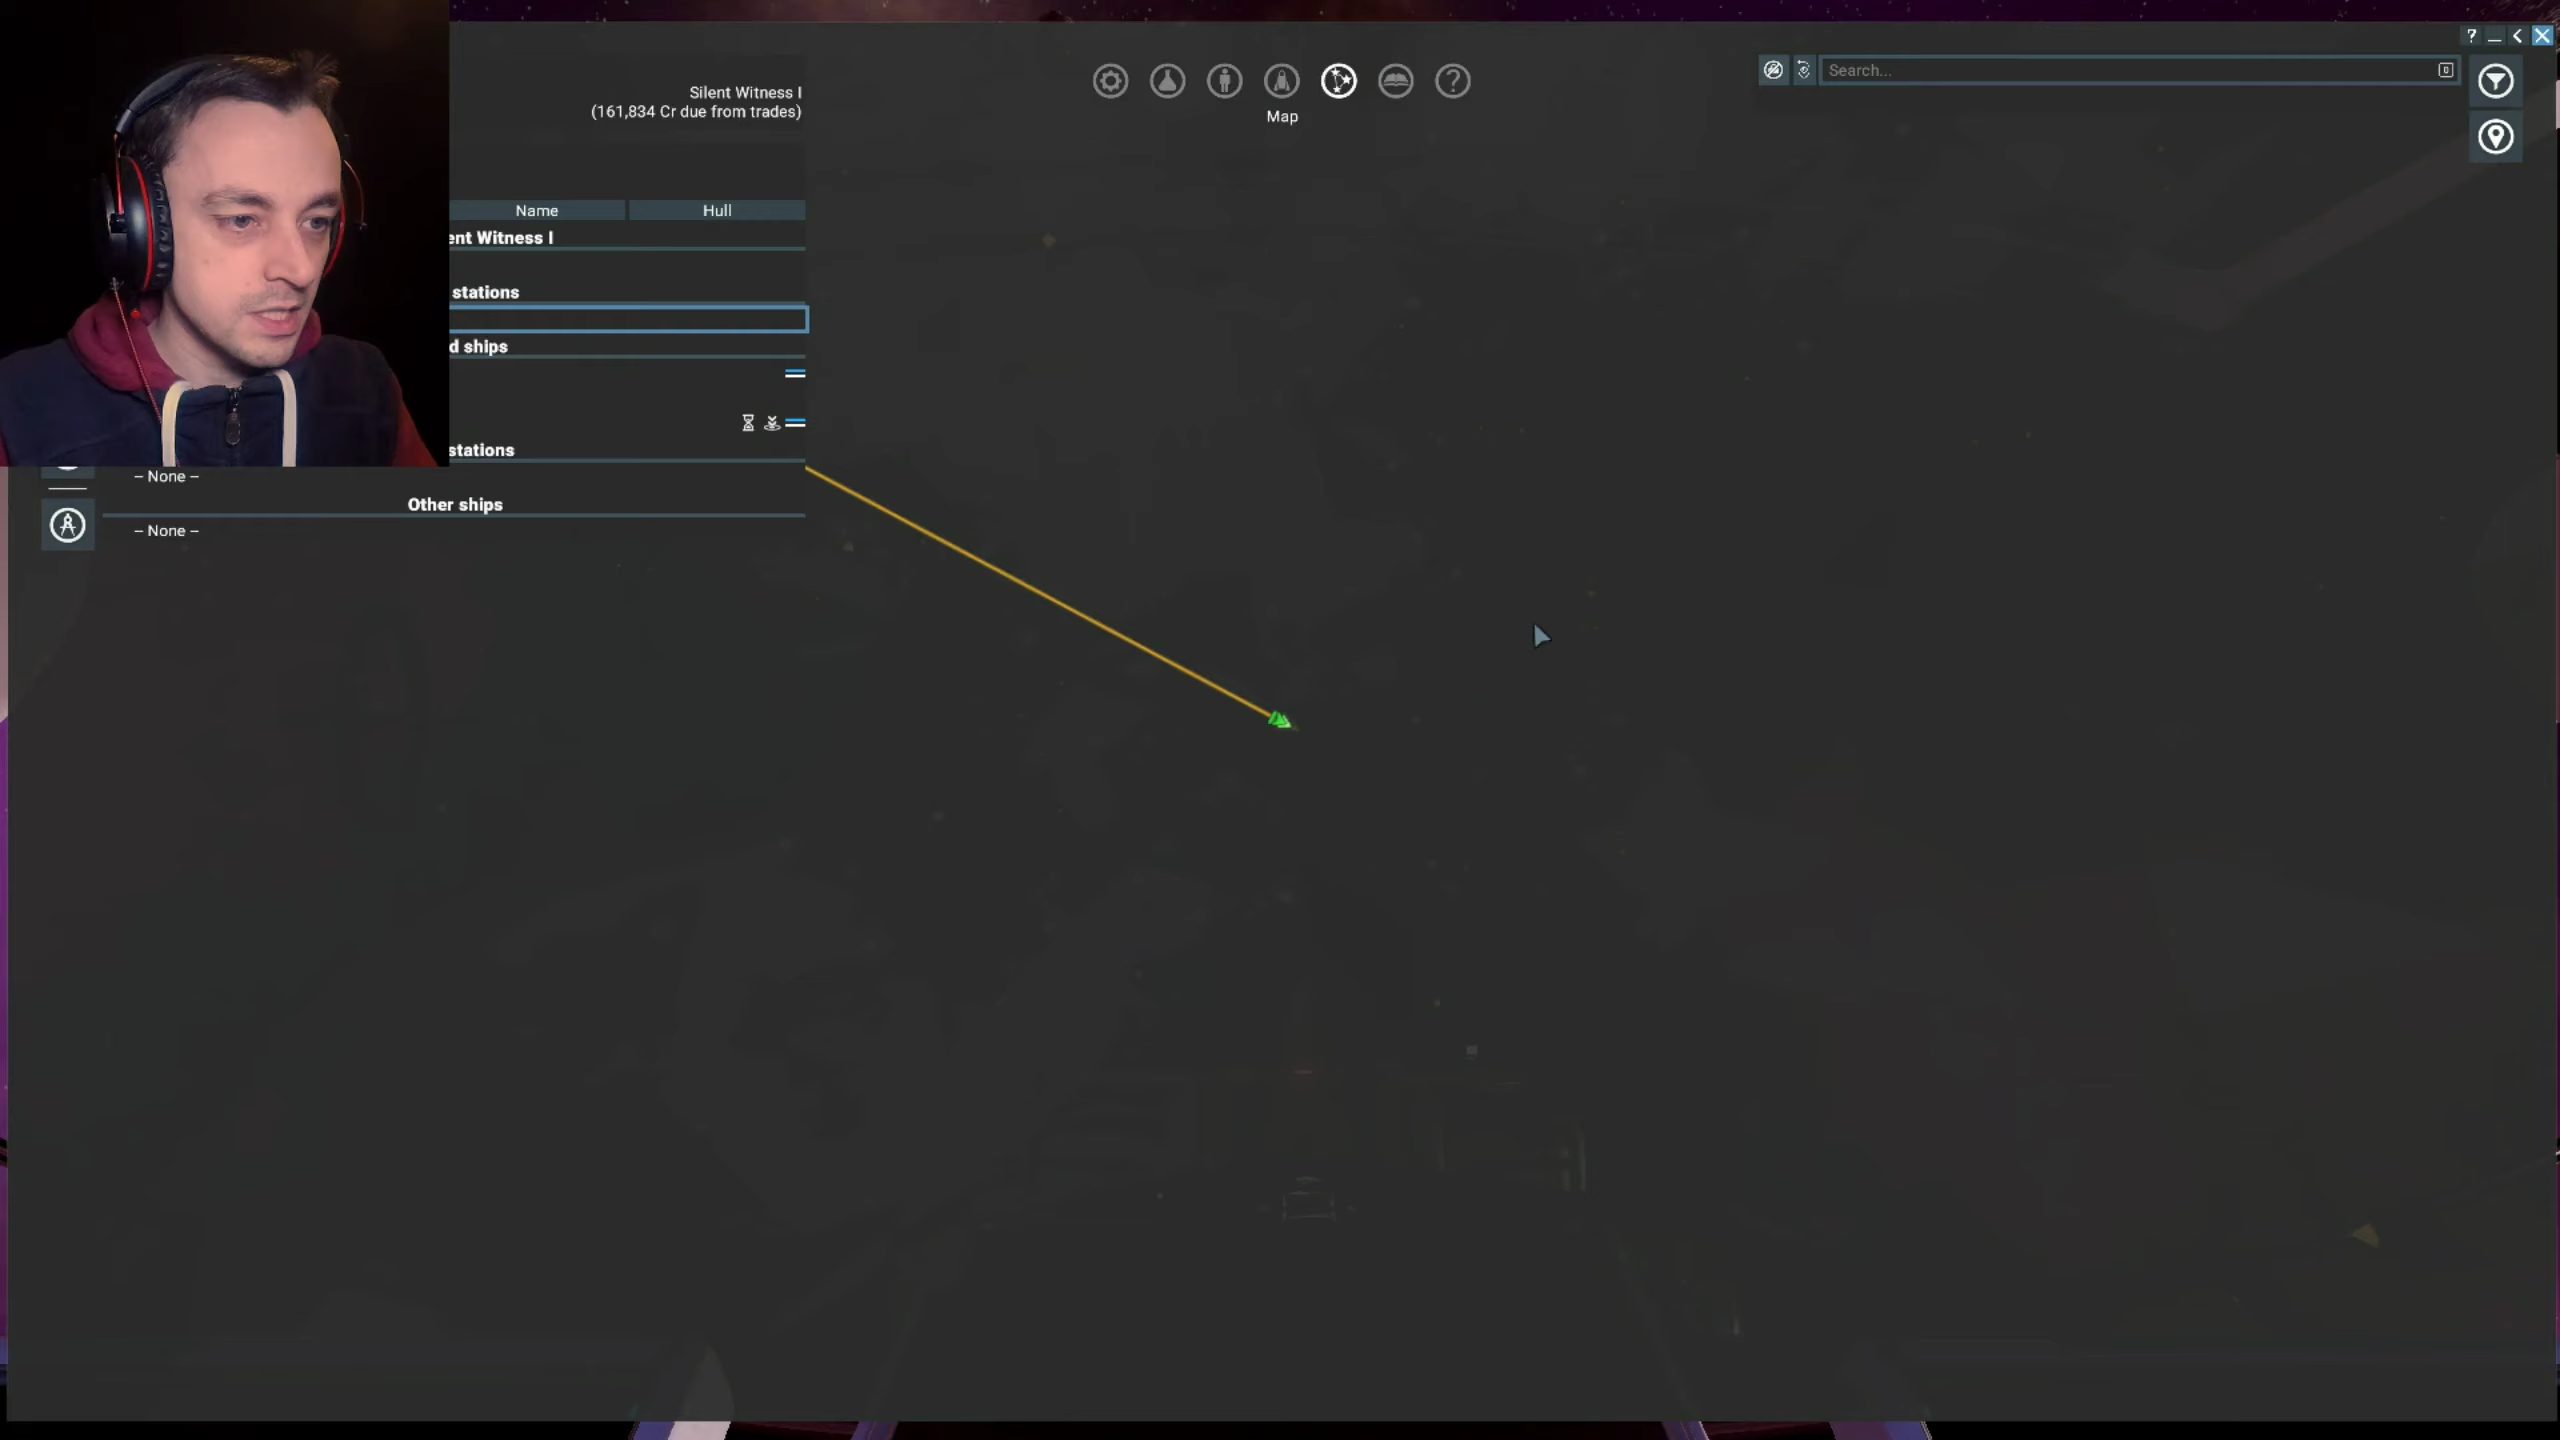 Silent Witness I
(161,834 Cr due from trades)
Map
Search...
Name Hull
ent Witness I
stations
d ships
stations
– None –
Other ships
– None –